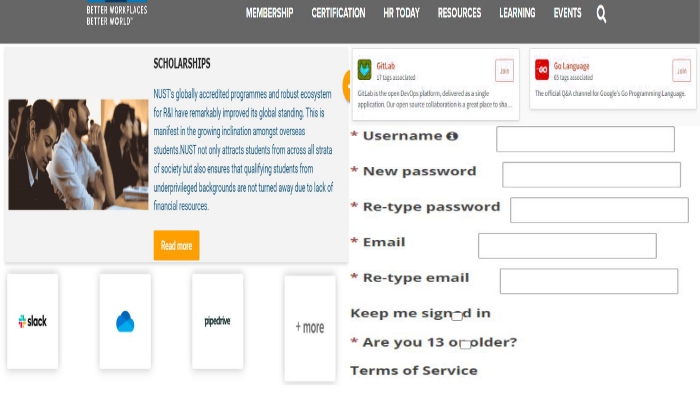 BETTER WORKPLACES
BETTER WORLD™
MEMBERSHIP CERTIFICATION HR TODAY RESOURCES LEARNING EVENTS
SCHOLARSHIPS
NUST's globally accredited programmes and robust ecosystem
for R&I have remarkably improved its global standing. This is
manifest in the growing inclination amongst overseas
students.NUST not only attracts students from across all strata
of society but also ensures that qualifying students from
underprivileged backgrounds are not turned away due to lack of
financial resources.
Read more
slack
pipedrive
+ more
GitLab
17 tags associated
Join
GitLab is the open DevOps platform, delivered as a single
application. Our open source collaboration is a great place to sha...
GO
Go Language
65 tags associated
Join
The official Q&A channel for Google's Go Programming Language.
* Username
* New password
* Re-type password
* Email
* Re-type email
Keep me signed in
* Are you 13 or older?
Terms of Service